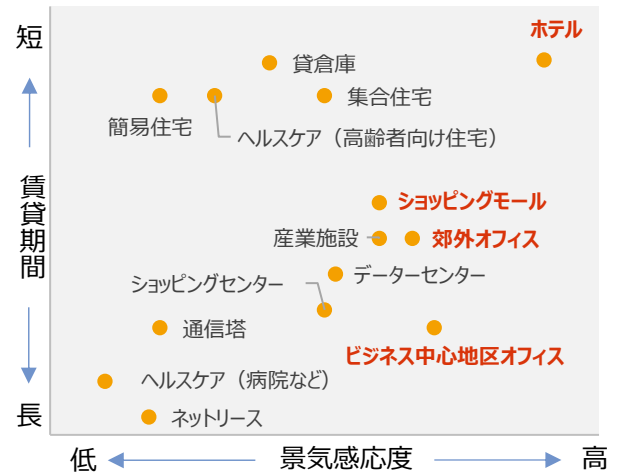 ホテル
短
貸倉庫
集合住宅
簡易住宅
ヘルスケア（高齢者向け住宅）
賃貸期間
ショッピングモール
産業施設
郊外オフィス
データーセンター
ショッピングセンター
通信塔
ビジネス中心地区オフィス
ヘルスケア（病院など）
長
ネットリース
低
景気感応度
高